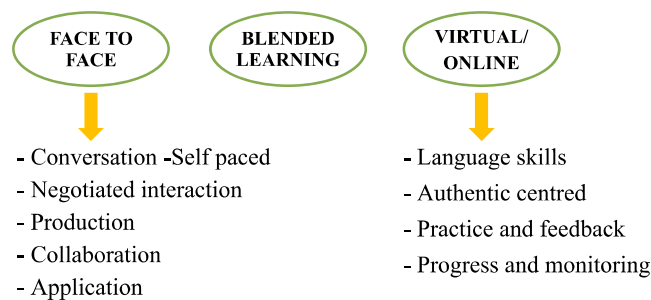 FACE TO
FACE
BLENDED
LEARNING
VIRTUAL/
ONLINE
- Conversation -Self paced
- Negotiated interaction
- Production
- Collaboration
- Application
- Language skills
- Authentic centred
- Practice and feedback
- Progress and monitoring